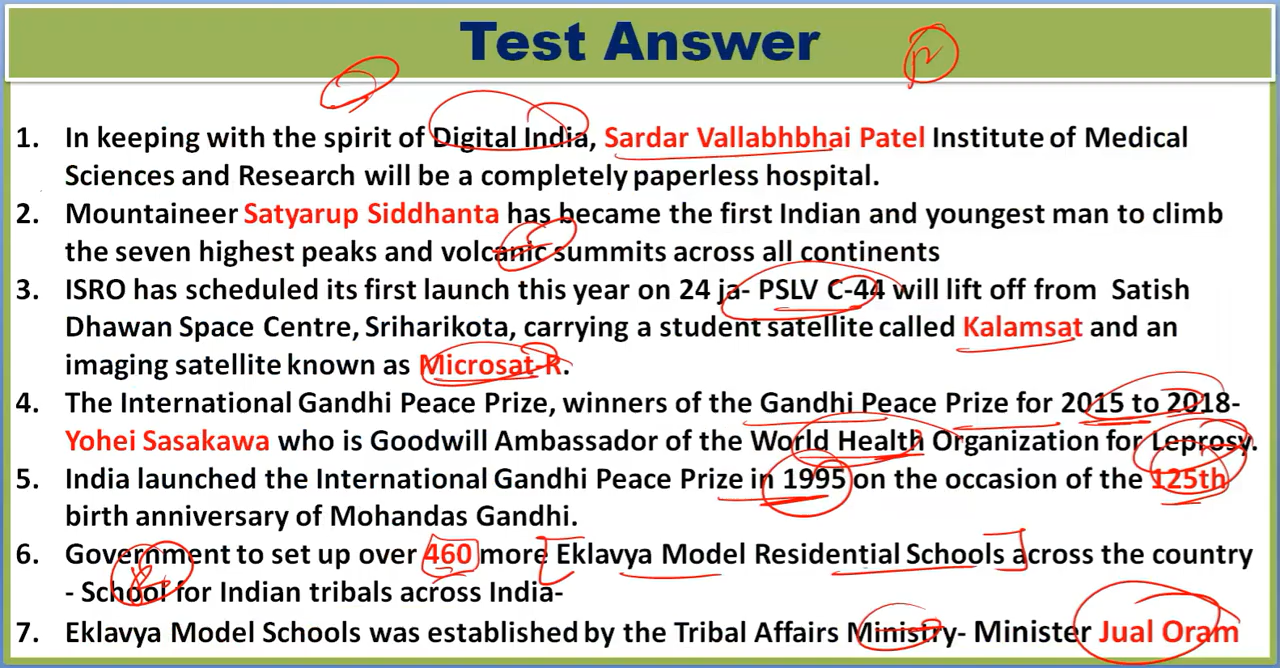 Test Answer
1. In keeping with the spirit of Digital India, Sardar Vallabhbhai Patel Institute of Medical
Sciences and Research will be a completely paperless hospital.
2. Mountaineer Satyarup Siddhanta has became the first Indian and youngest man to climb
the seven highest peaks and volcanic summits across all continents
3. ISRO has scheduled its first launch this year on 24 ja- PSLV C-44 will lift off from Satish
Dhawan Space Centre, Sriharikota, carrying a student satellite called Kalamsat and an
imaging satellite known as Microsat-R.
4. The International Gandhi Peace Prize, winners of the Gandhi Peace Prize for 2015 to 2018-
Yohei Sasakawa who is Goodwill Ambassador of the World Health Organization for Leprosy.
5. India launched the International Gandhi Peace Prize in 1995 on the occasion of the 125th
birth anniversary of Mohandas Gandhi.
6. Government to set up over 460 more Eklavya Model Residential Schools across the country
- School for Indian tribals across India-
7. Eklavya Model Schools was established by the Tribal Affairs Ministry- Minister Jual Oram